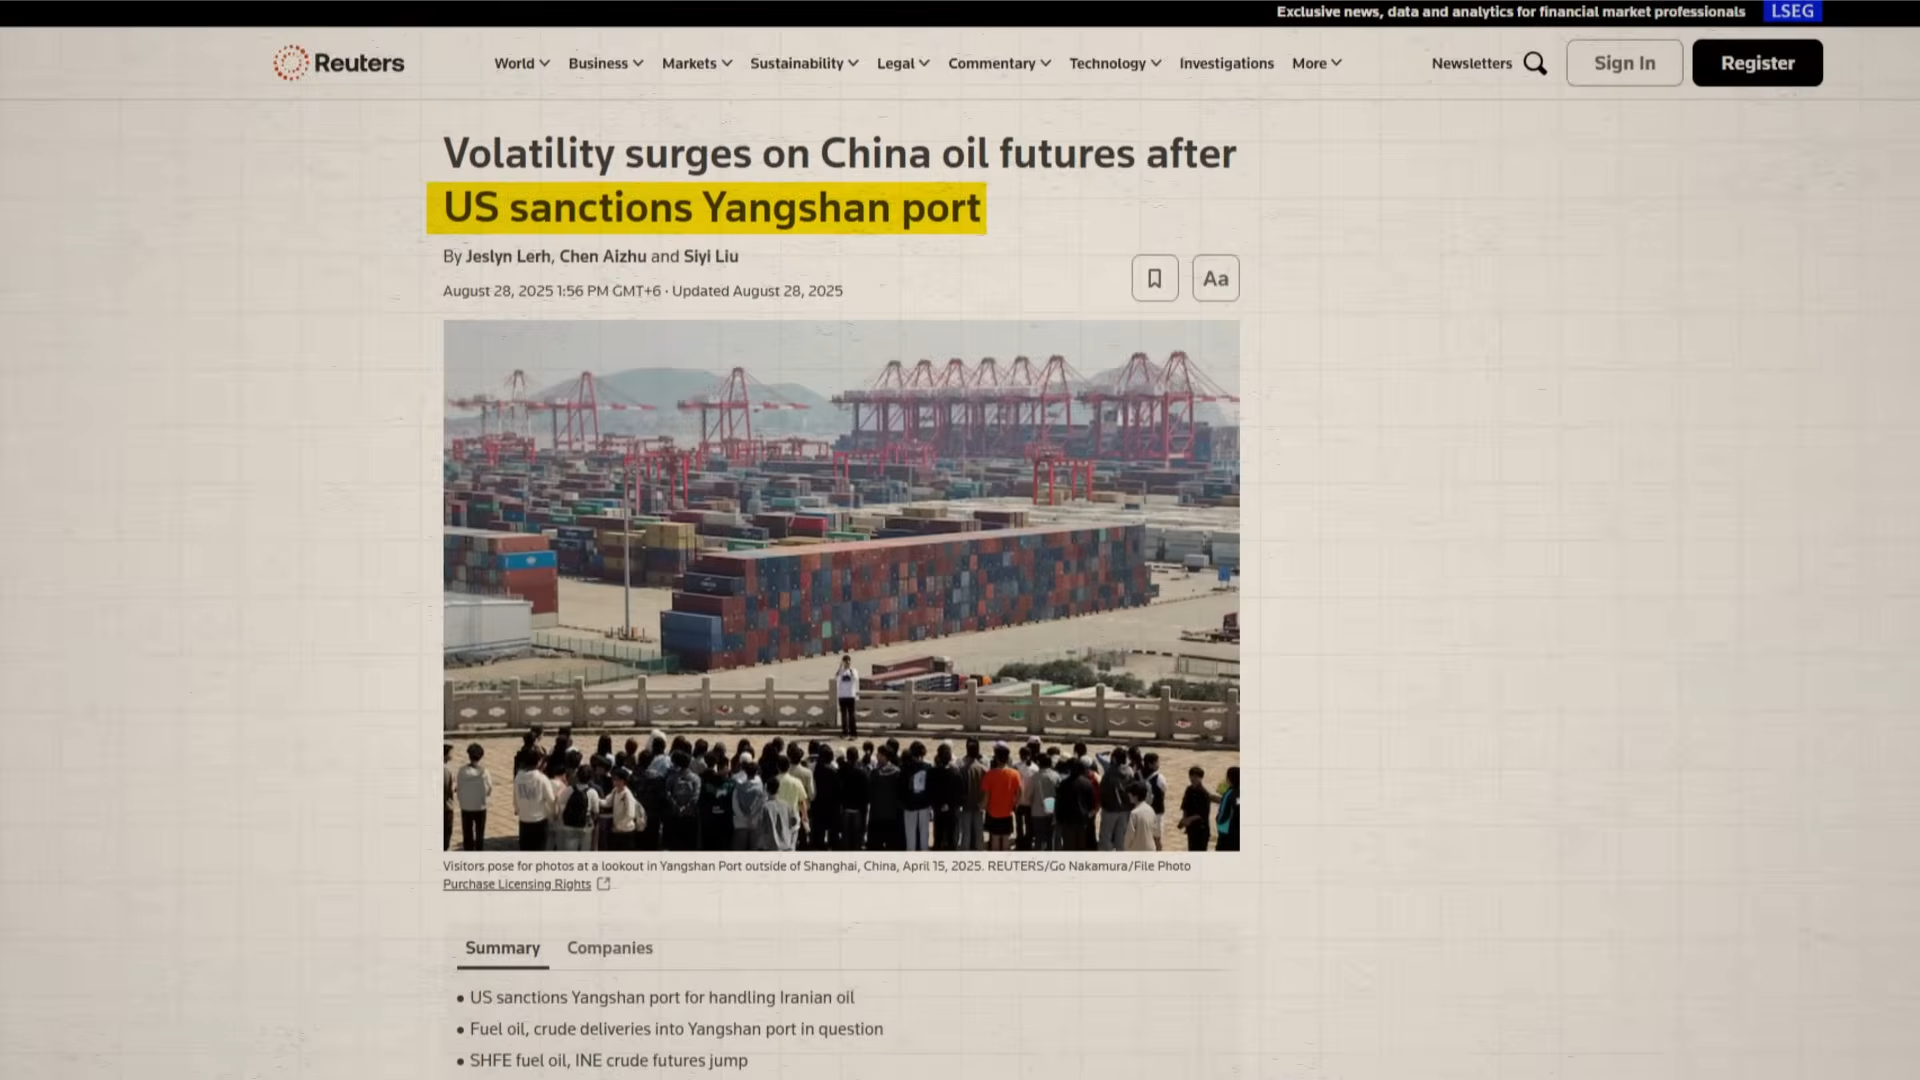 Exclusive news, data and analytics for financial market professionals LSEG
Reuters World Business Markets Sustainability Legal Commentary Technology Investigations More Newsletters Sign In Register
Volatility surges on China oil futures after
US sanctions Yangshan port
By Jeslyn Lerh, Chen Aizhu and Siyi Liu
Aa
August 28, 2025 1:56 PM GMT+6 · Updated August 28, 2025
Visitors pose for photos at a lookout in Yangshan Port outside of Shanghai, China, April 15, 2025. REUTERS/Go Nakamura/File Photo
Purchase Licensing Rights
Summary Companies
• US sanctions Yangshan port for handling Iranian oil
• Fuel oil, crude deliveries into Yangshan port in question
• SHFE fuel oil, INE crude futures jump